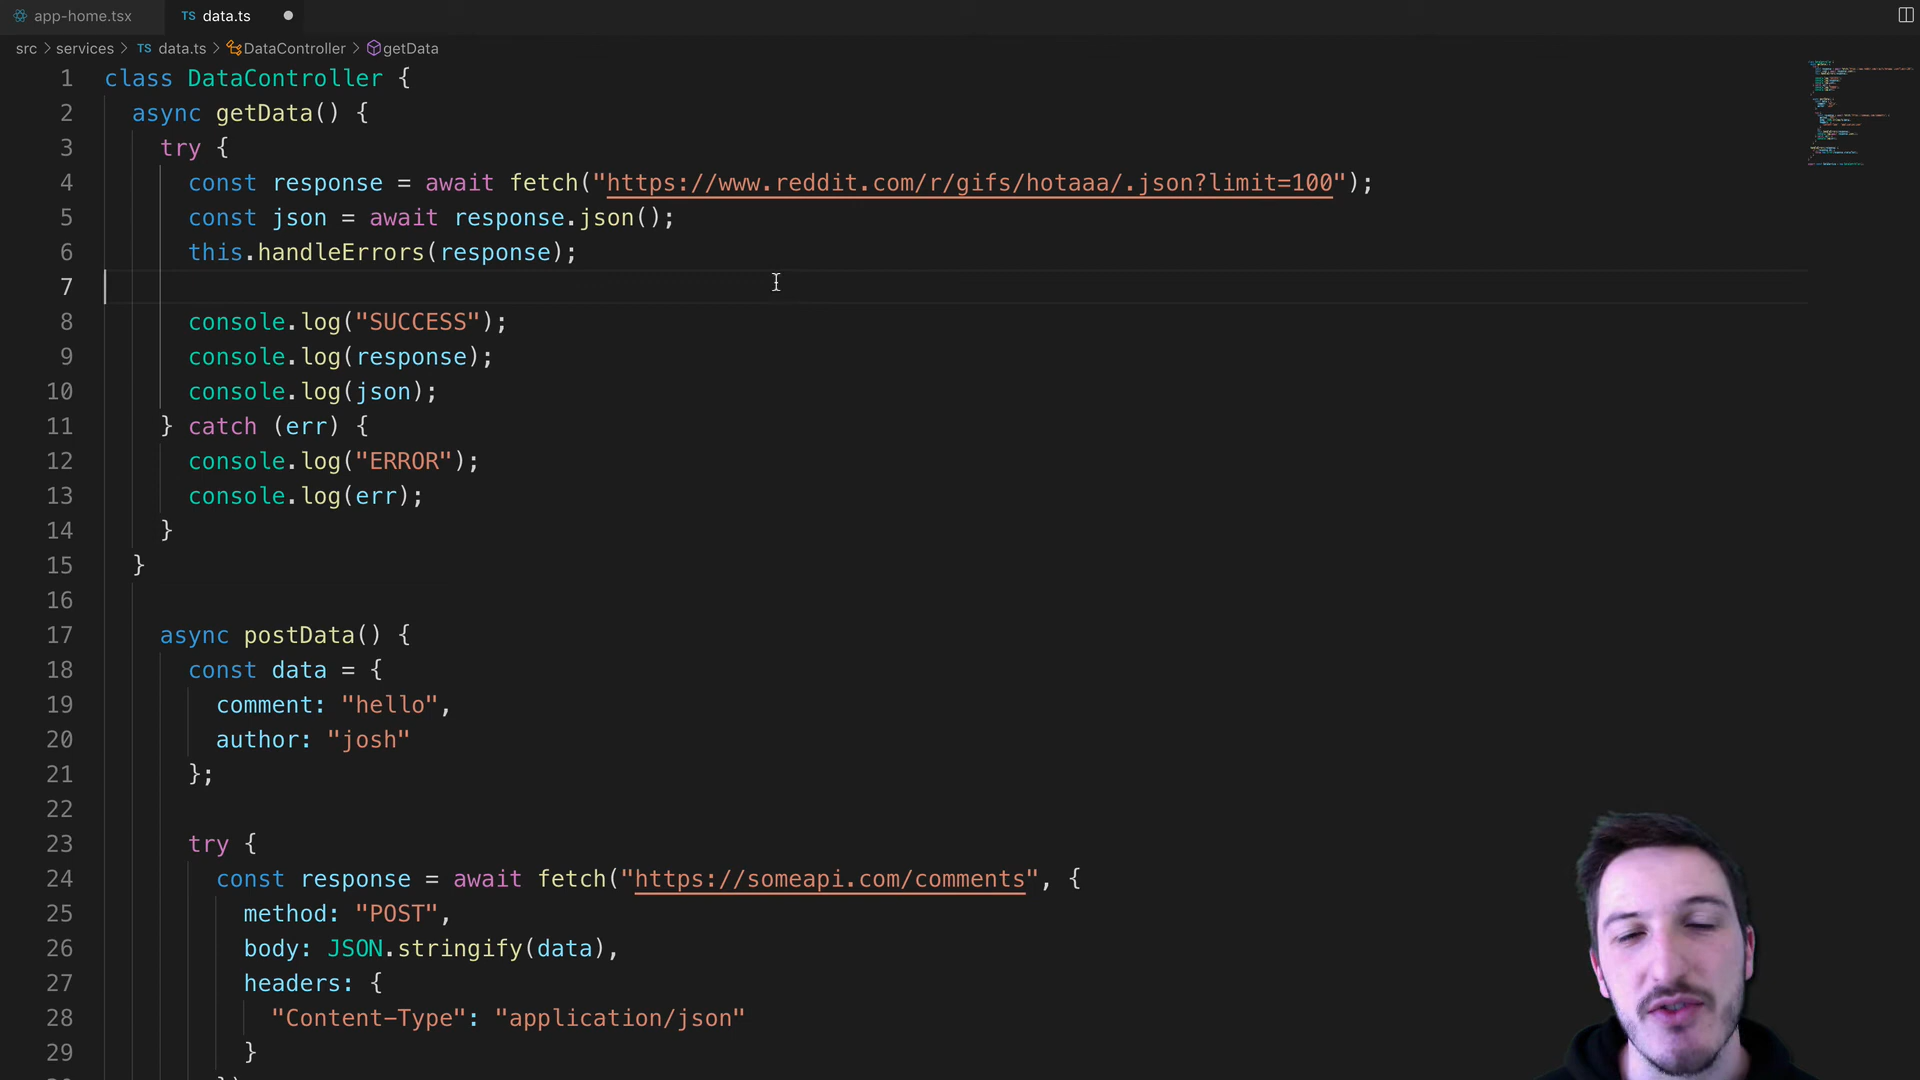 app-home.tsx
TS data.ts
src > services > TS data.ts > DataController > getData
1 class DataController {
2 async getData() {
3 try {
4 const response = await fetch("https://www.reddit.com/r/gifs/hotaaa/.json?limit=100");
5 const json = await response.json();
6 this.handleErrors(response);
7
8 console.log("SUCCESS");
9 console.log(response);
10 console.log(json);
11 } catch (err) {
12 console.log("ERROR");
13 console.log(err);
14 }
15 }
16
17 async postData() {
18 const data = {
19 comment: "hello",
20 author: "josh"
21 };
22
23 try {
24 const response = await fetch("https://someapi.com/comments", {
25 method: "POST",
26 body: JSON.stringify(data),
27 headers: {
28 "Content-Type": "application/json"
29 }